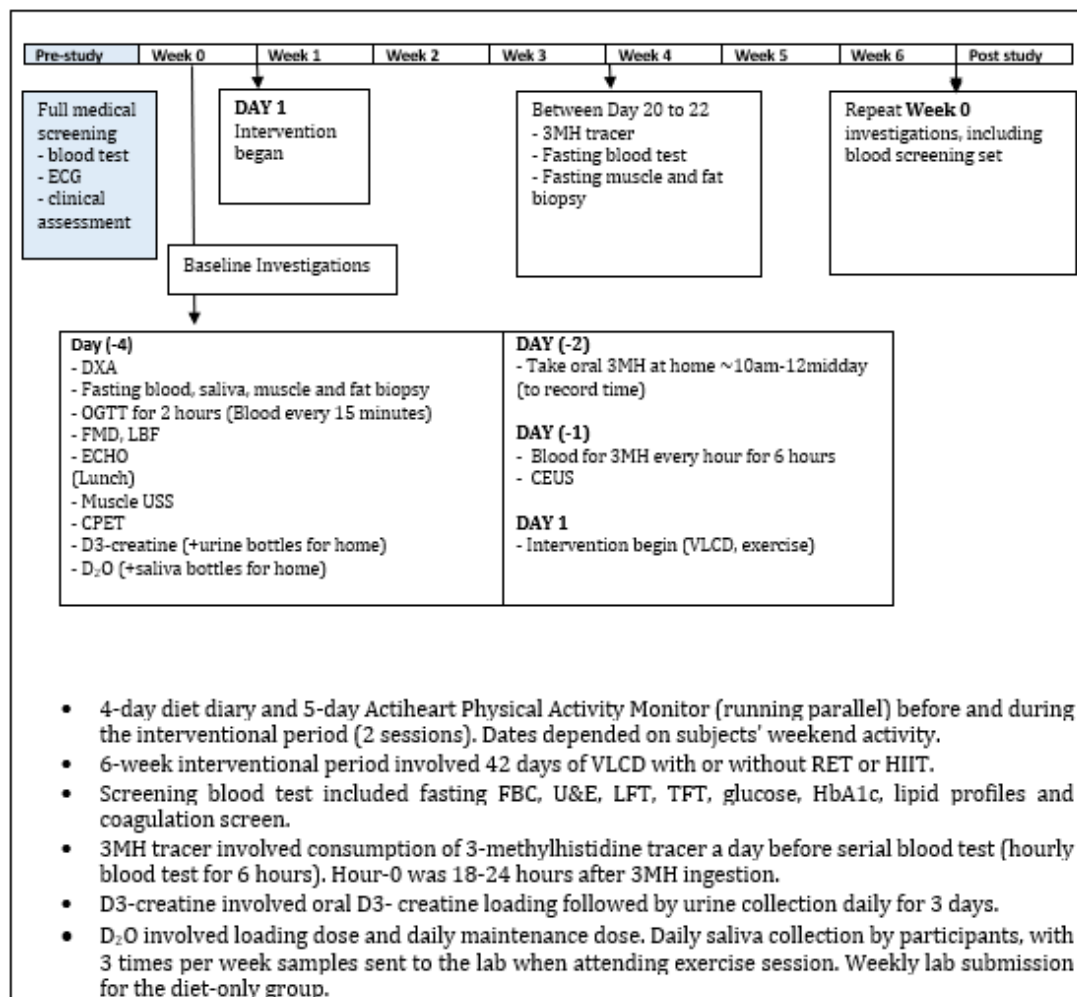 Pre-study Week 0 Week 1 Week 2 Wek 3 Week 4 Week 5 Week 6 Post study
Full medical
screening
- blood test
- ECG
- clinical
assessment
DAY 1
Intervention
began
Between Day 20 to 22
- 3MH tracer
- Fasting blood test
- Fasting muscle and fat
biopsy
Repeat Week 0
investigations, including
blood screening set
Baseline Investigations
Day (-4)
- DXA
- Fasting blood, saliva, muscle and fat biopsy
- OGTT for 2 hours (Blood every 15 minutes)
- FMD, LBF
- ECHO
(Lunch)
- Muscle USS
- CPET
- D3-creatine (+urine bottles for home)
- D₂O (+saliva bottles for home)
DAY (-2)
- Take oral 3MH at home ~10am-12midday
(to record time)
DAY (-1)
- Blood for 3MH every hour for 6 hours
- CEUS
DAY 1
- Intervention begin (VLCD, exercise)
• 4-day diet diary and 5-day Actiheart Physical Activity Monitor (running parallel) before and during
the interventional period (2 sessions). Dates depended on subjects' weekend activity.
• 6-week interventional period involved 42 days of VLCD with or without RET or HIIT.
• Screening blood test included fasting FBC, U&E, LFT, TFT, glucose, HbA1c, lipid profiles and
coagulation screen.
• 3MH tracer involved consumption of 3-methylhistidine tracer a day before serial blood test (hourly
blood test for 6 hours). Hour-0 was 18-24 hours after 3MH ingestion.
• D3-creatine involved oral D3- creatine loading followed by urine collection daily for 3 days.
• D₂O involved loading dose and daily maintenance dose. Daily saliva collection by participants, with
3 times per week samples sent to the lab when attending exercise session. Weekly lab submission
for the diet-only group.